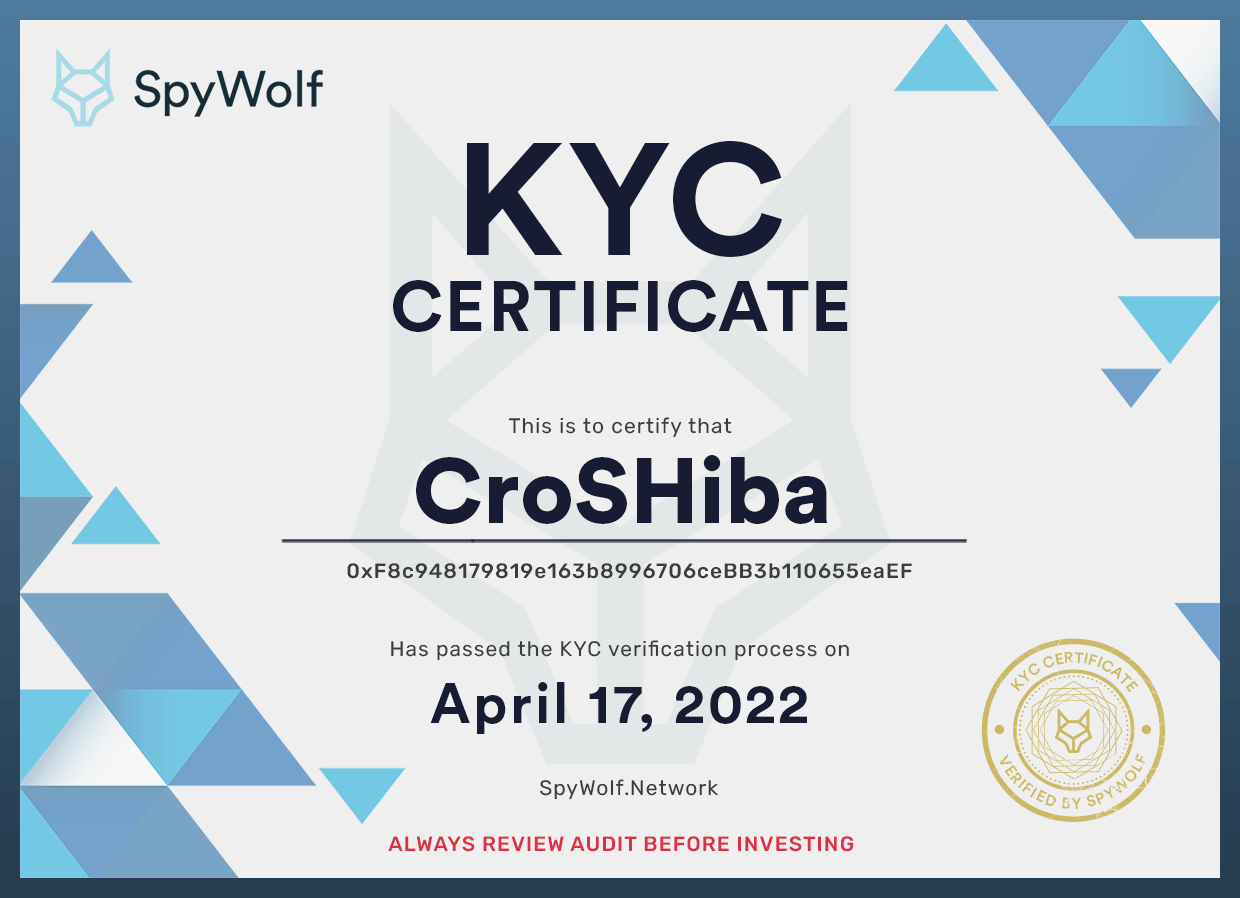 SpyWolf
KYC
CERTIFICATE
This is to certify that
CroSHiba
0xF8c948179819e163b8996706ceBB3b110655eaEF
Has passed the KYC verification process on
April 17, 2022
KYC CERTIFICATE
VERIFIED BY SPYWOLF
SpyWolf.Network
ALWAYS REVIEW AUDIT BEFORE INVESTING